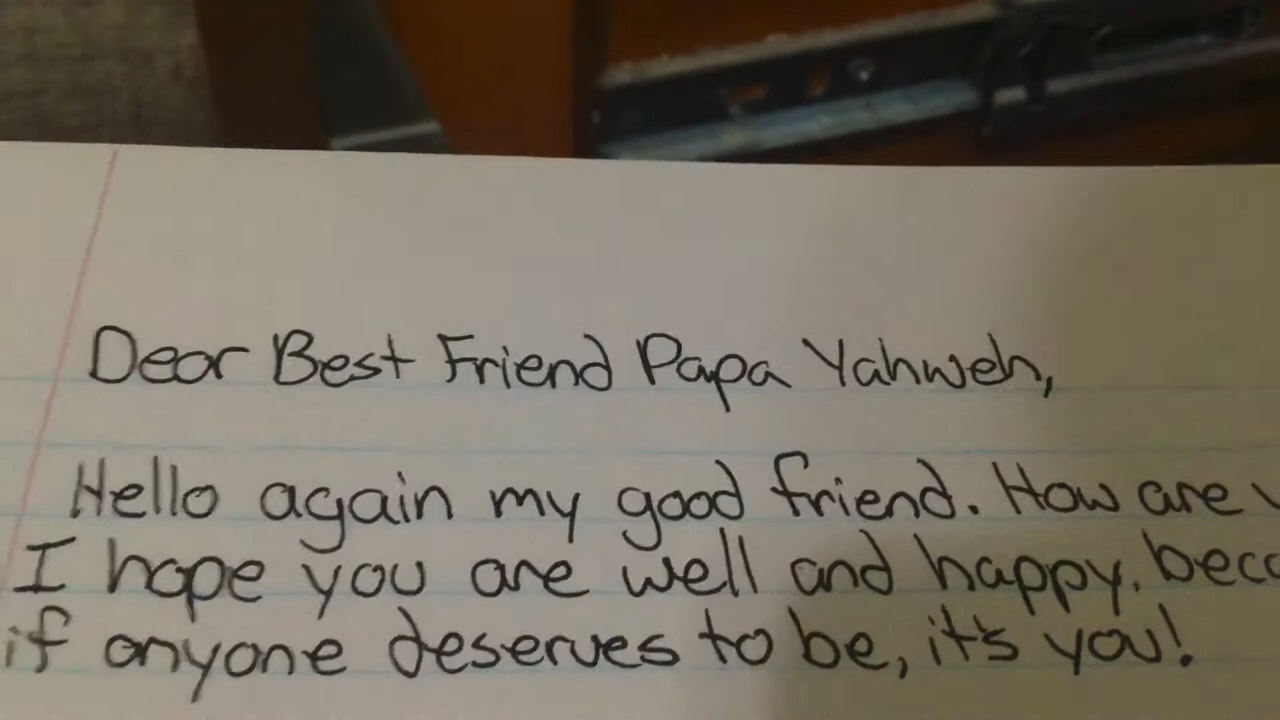 Dear Best Friend Papa Yahweh,
Hello again my good friend. How are
I hope you are well and happy, 
if anyone deserves to be, it's you!